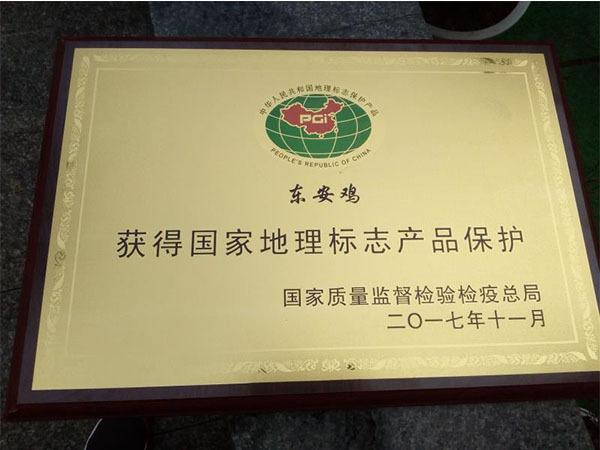 中华人民共和国地理标志保护产品
PGI
PEOPLE'S REPUBLIC OF CHINA
东安鸡
获得国家地理标志产品保护
国家质量监督检验检疫总局
二〇一七年十一月